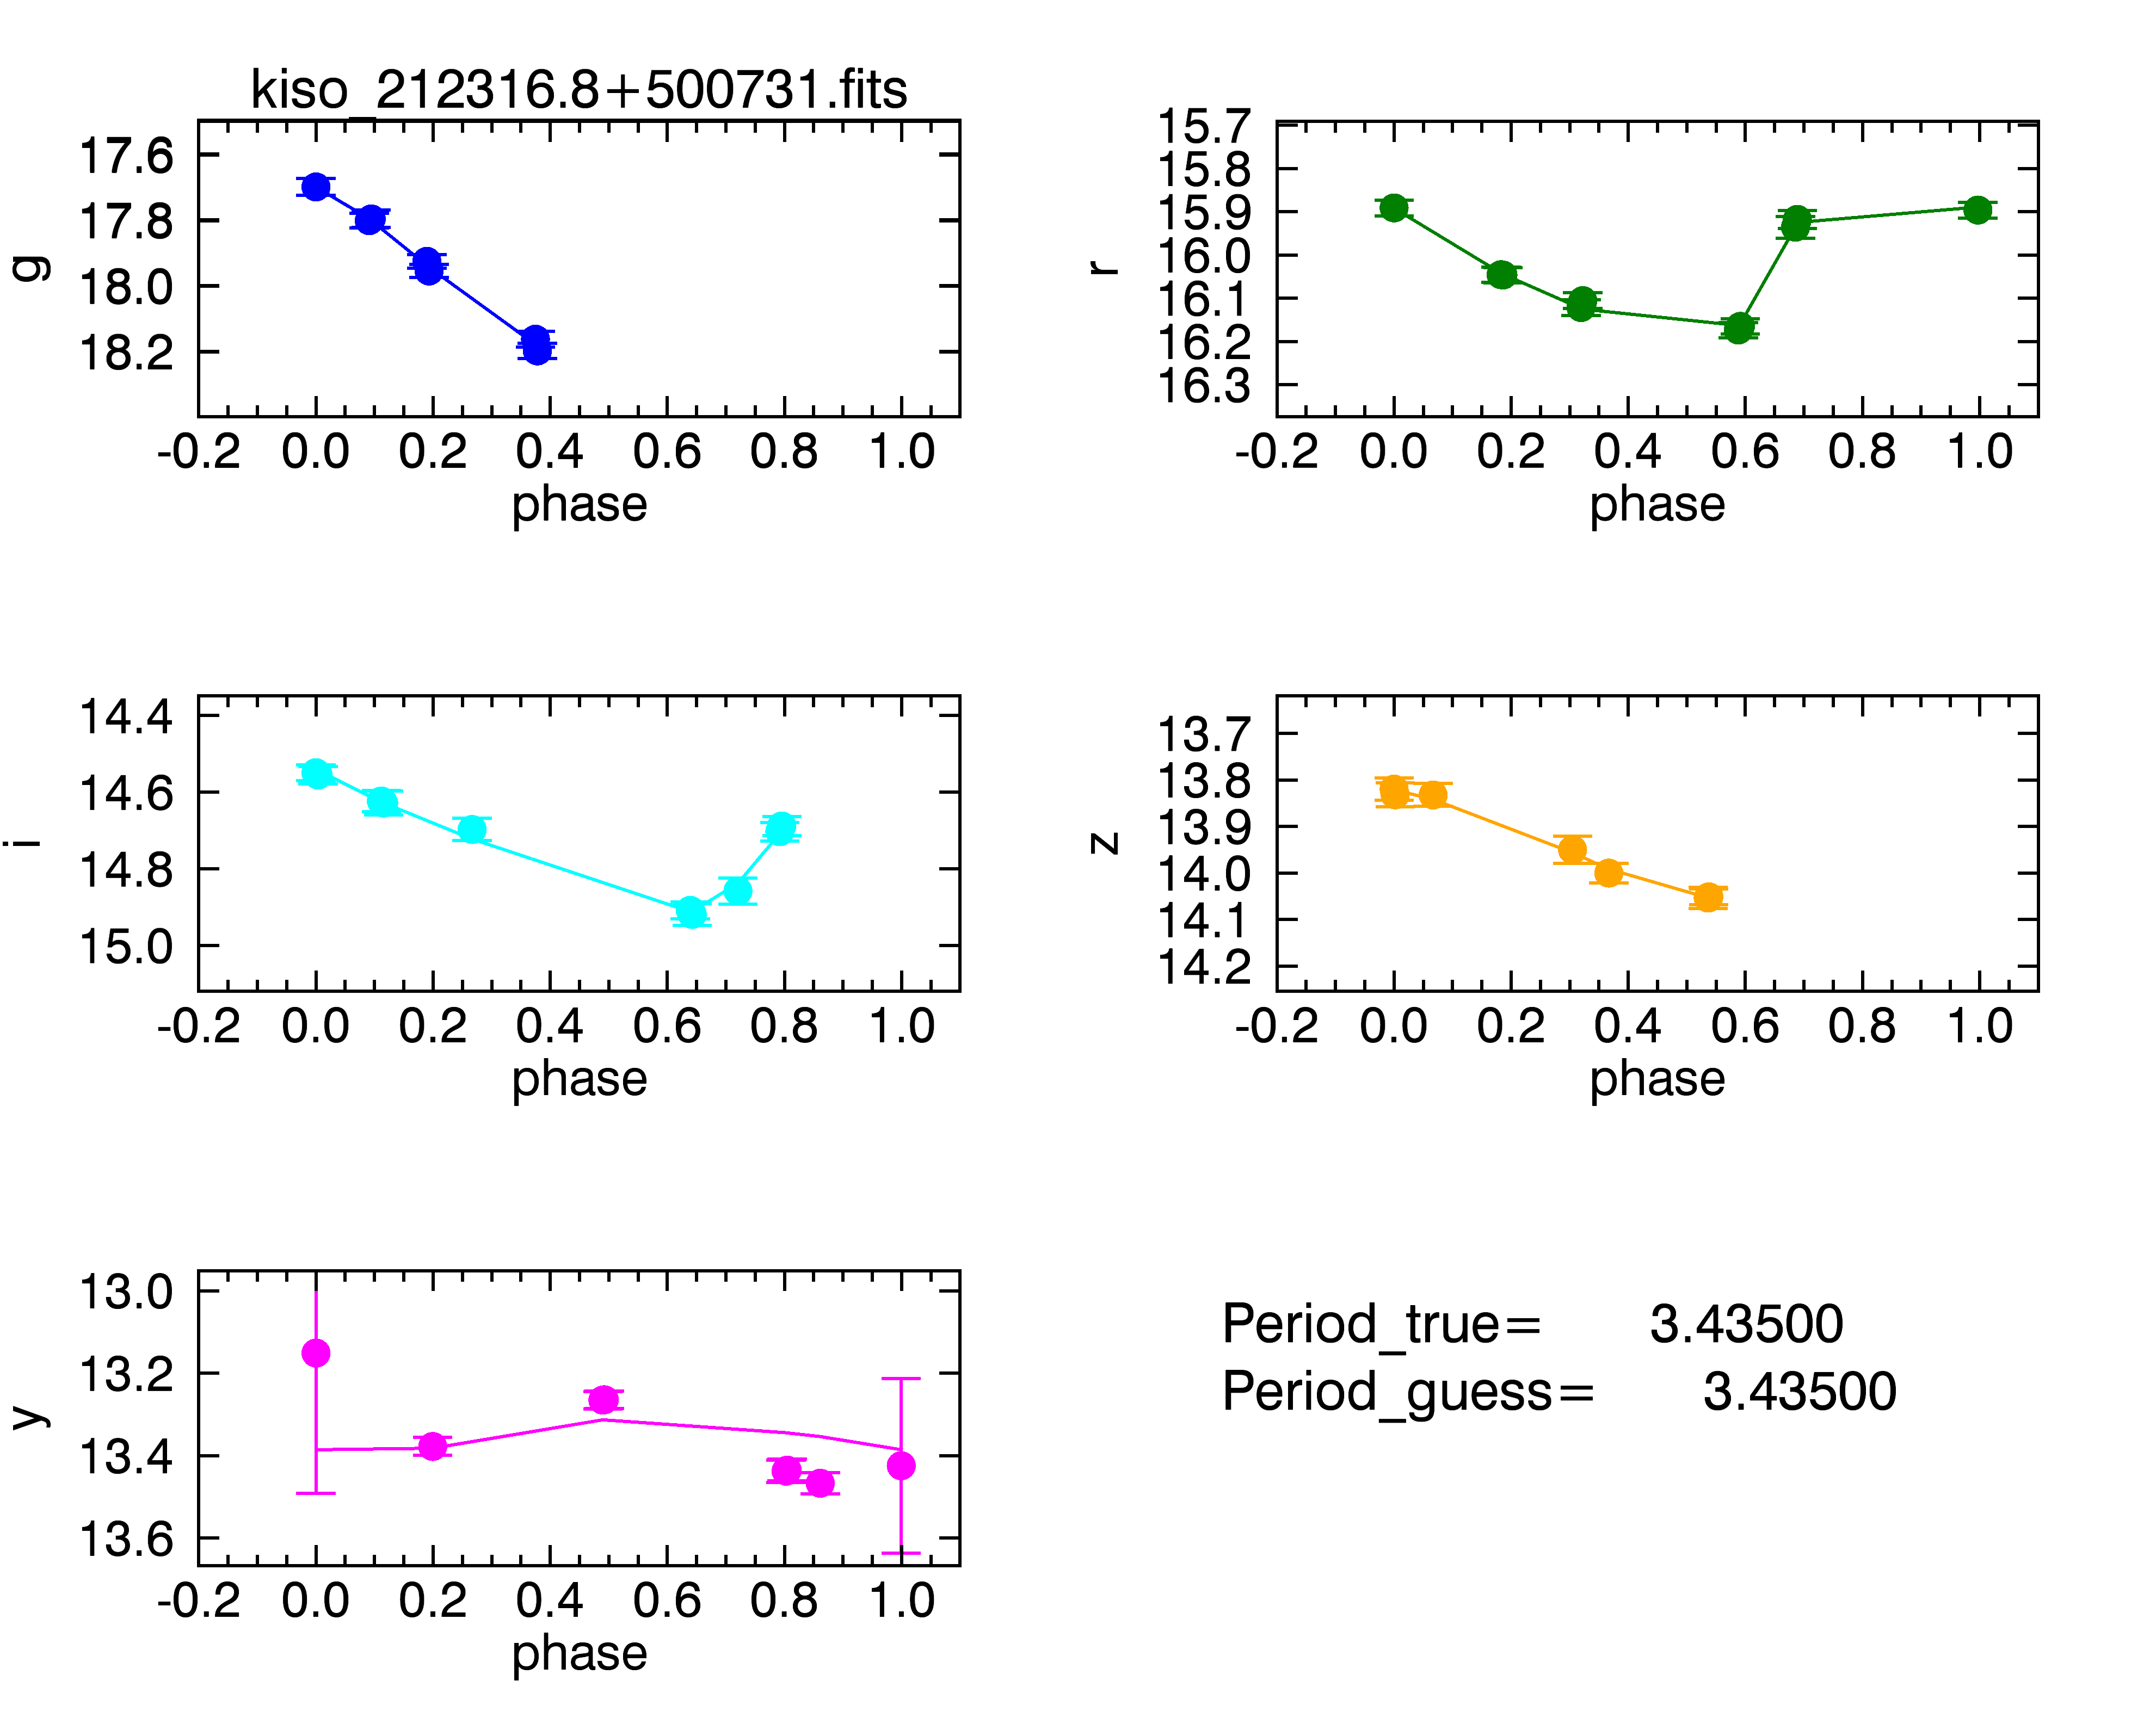 kiso_212316.8+500731.fits
17.6
17.8
18.0
18.2
g
-0.2 0.0 0.2 0.4 0.6 0.8 1.0
phase
15.7
15.8
15.9
16.0
16.1
16.2
16.3
r
-0.2 0.0 0.2 0.4 0.6 0.8 1.0
phase
14.4
14.6
14.8
15.0
i
-0.2 0.0 0.2 0.4 0.6 0.8 1.0
phase
13.7
13.8
13.9
14.0
14.1
14.2
z
-0.2 0.0 0.2 0.4 0.6 0.8 1.0
phase
13.0
13.2
13.4
13.6
y
-0.2 0.0 0.2 0.4 0.6 0.8 1.0
phase
Period_true= 3.43500
Period_guess= 3.43500